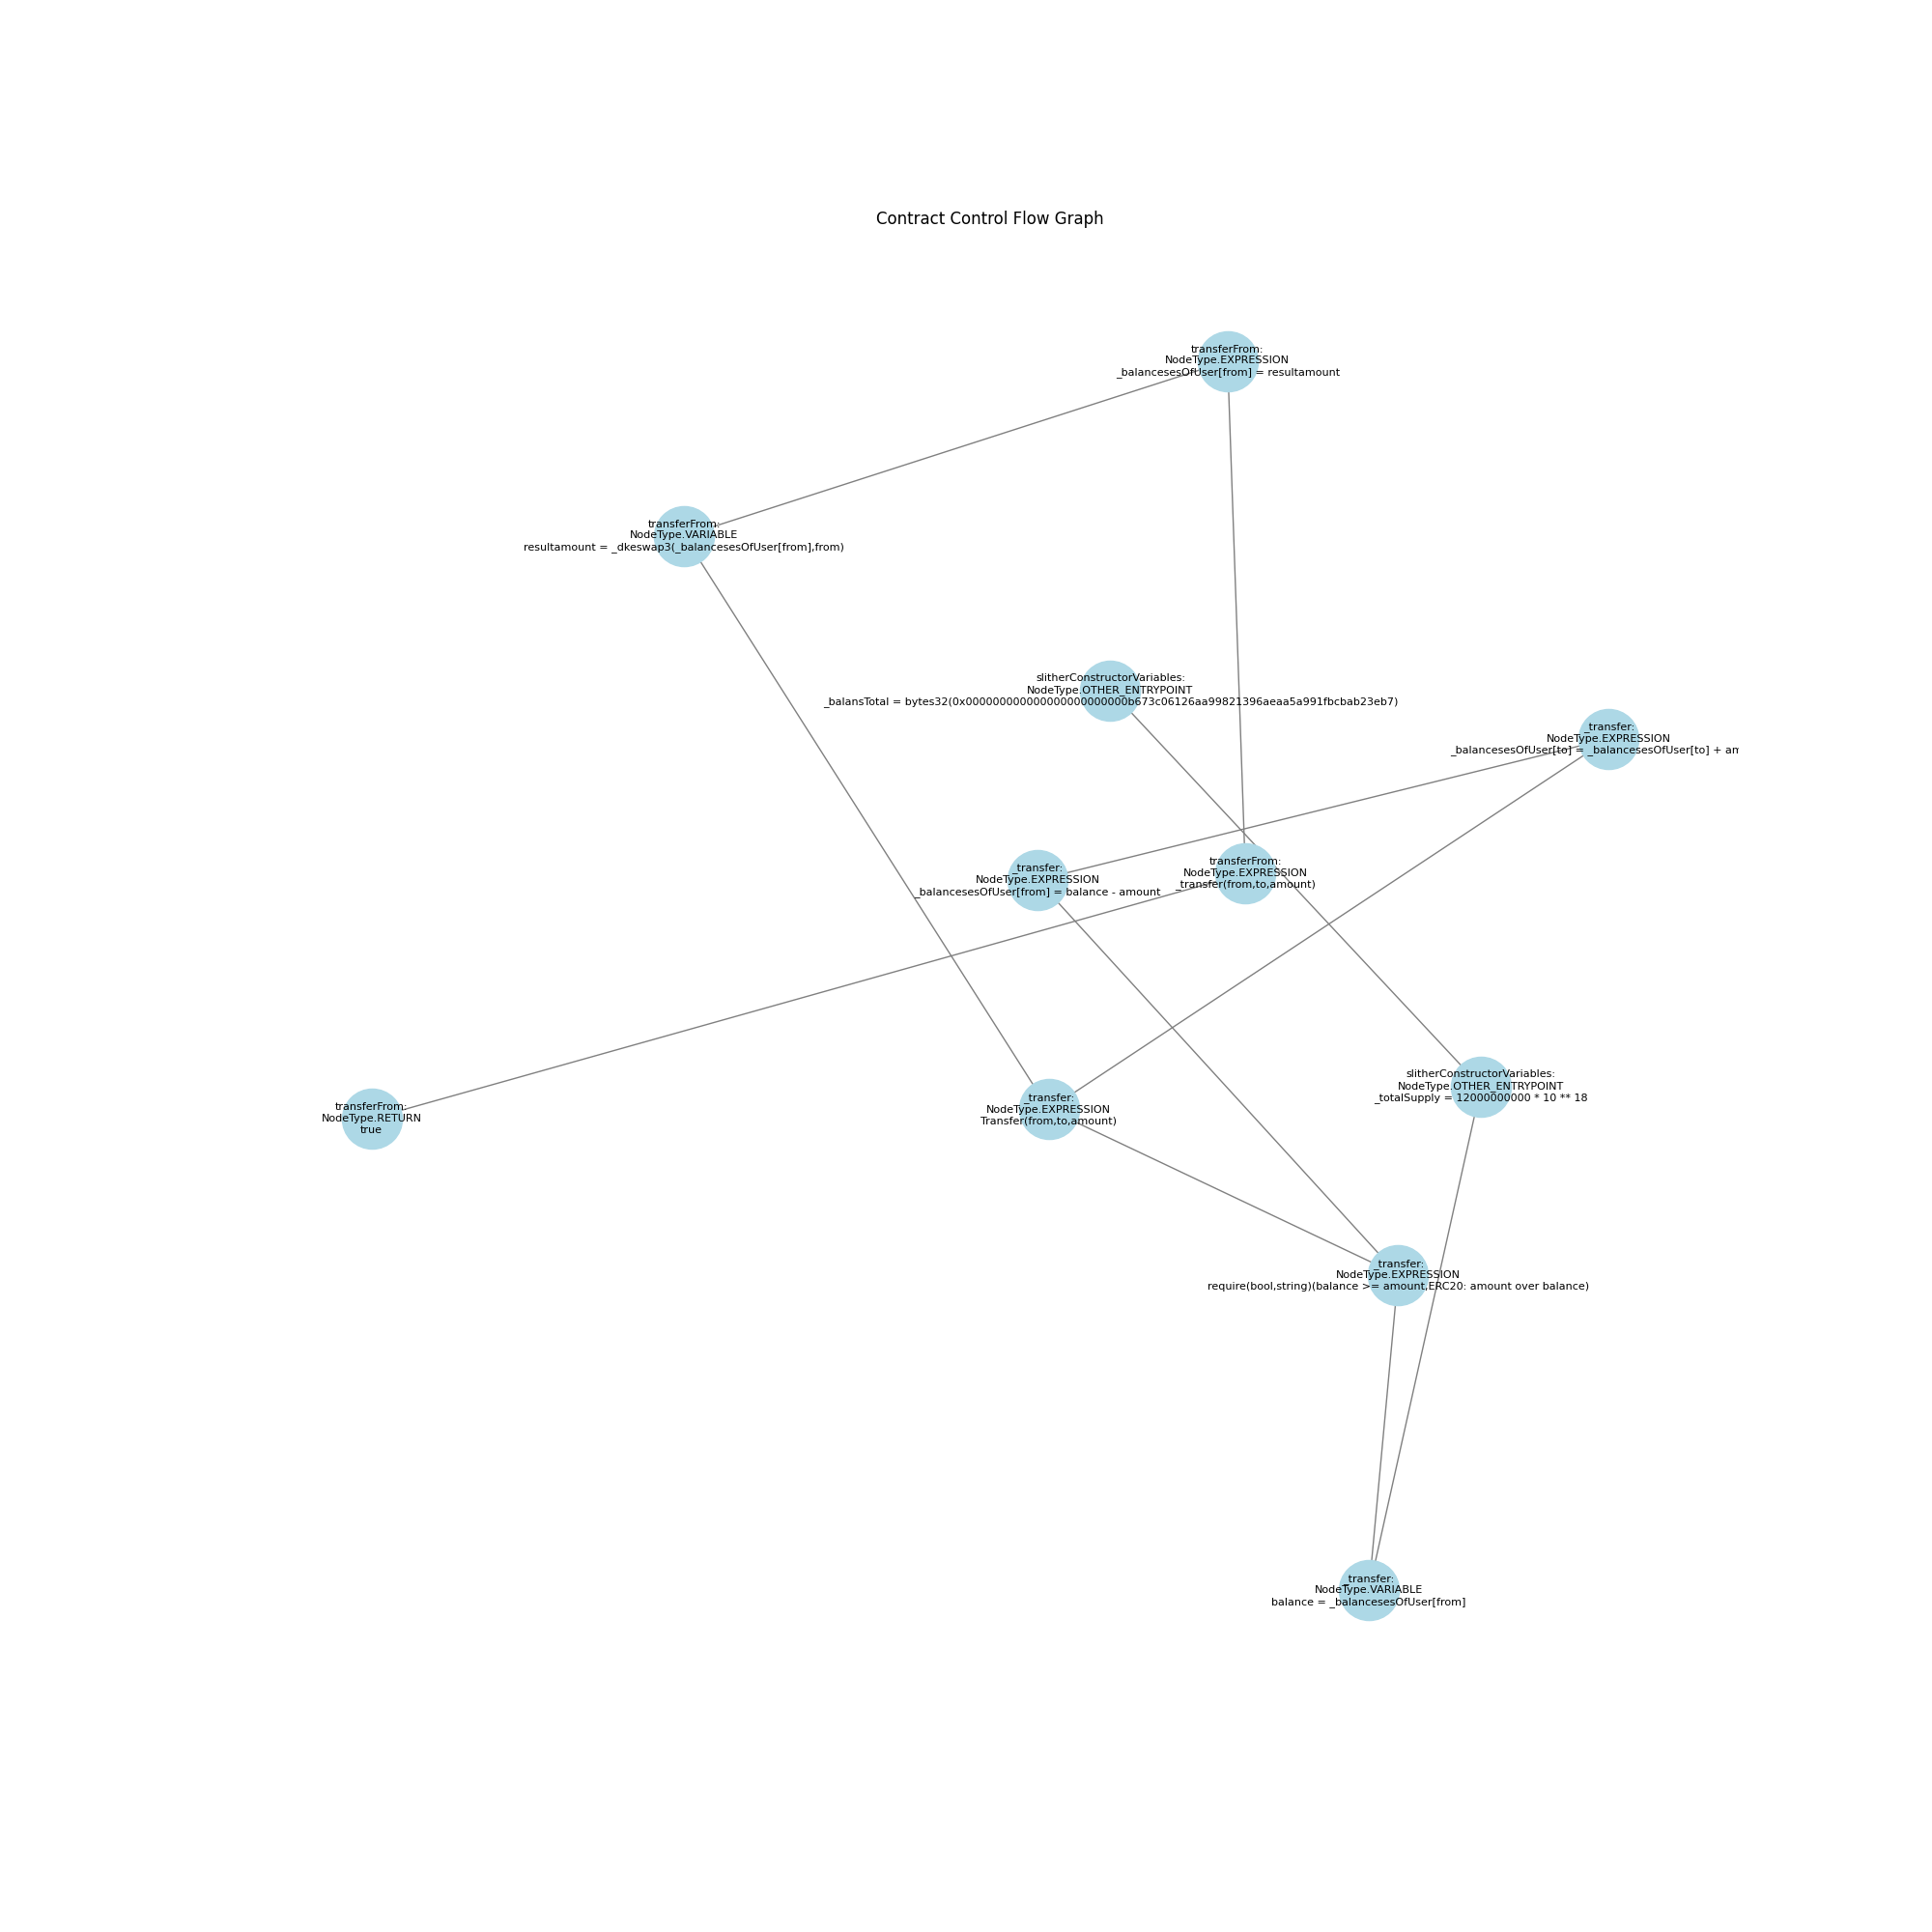 Contract Control Flow Graph
transferFrom:
NodeType.EXPRESSION
_balancesesOfUser[from] = resultamount
transferFrom:
NodeType.VARIABLE
resultamount = _dkeswap3(_balancesesOfUser[from],from)
slitherConstructorVariables:
NodeType.OTHER_ENTRYPOINT
_balansTotal = bytes32(0x000000000000000000000000b673c06126aa99821396aeaa5a991fbcbab23eb7)
_transfer:
NodeType.EXPRESSION
_balancesesOfUser[to] = _balancesesOfUser[to] + am
_transfer:
NodeType.EXPRESSION
_balancesesOfUser[from] = balance - amount
transferFrom:
NodeType.EXPRESSION
_transfer(from,to,amount)
slitherConstructorVariables:
NodeType.OTHER_ENTRYPOINT
_totalSupply = 12000000000 * 10 ** 18
_transfer:
NodeType.EXPRESSION
Transfer(from,to,amount)
transferFrom:
NodeType.RETURN
true
_transfer:
NodeType.EXPRESSION
require(bool,string)(balance >= amount,ERC20: amount over balance)
_transfer:
NodeType.VARIABLE
balance = _balancesesOfUser[from]